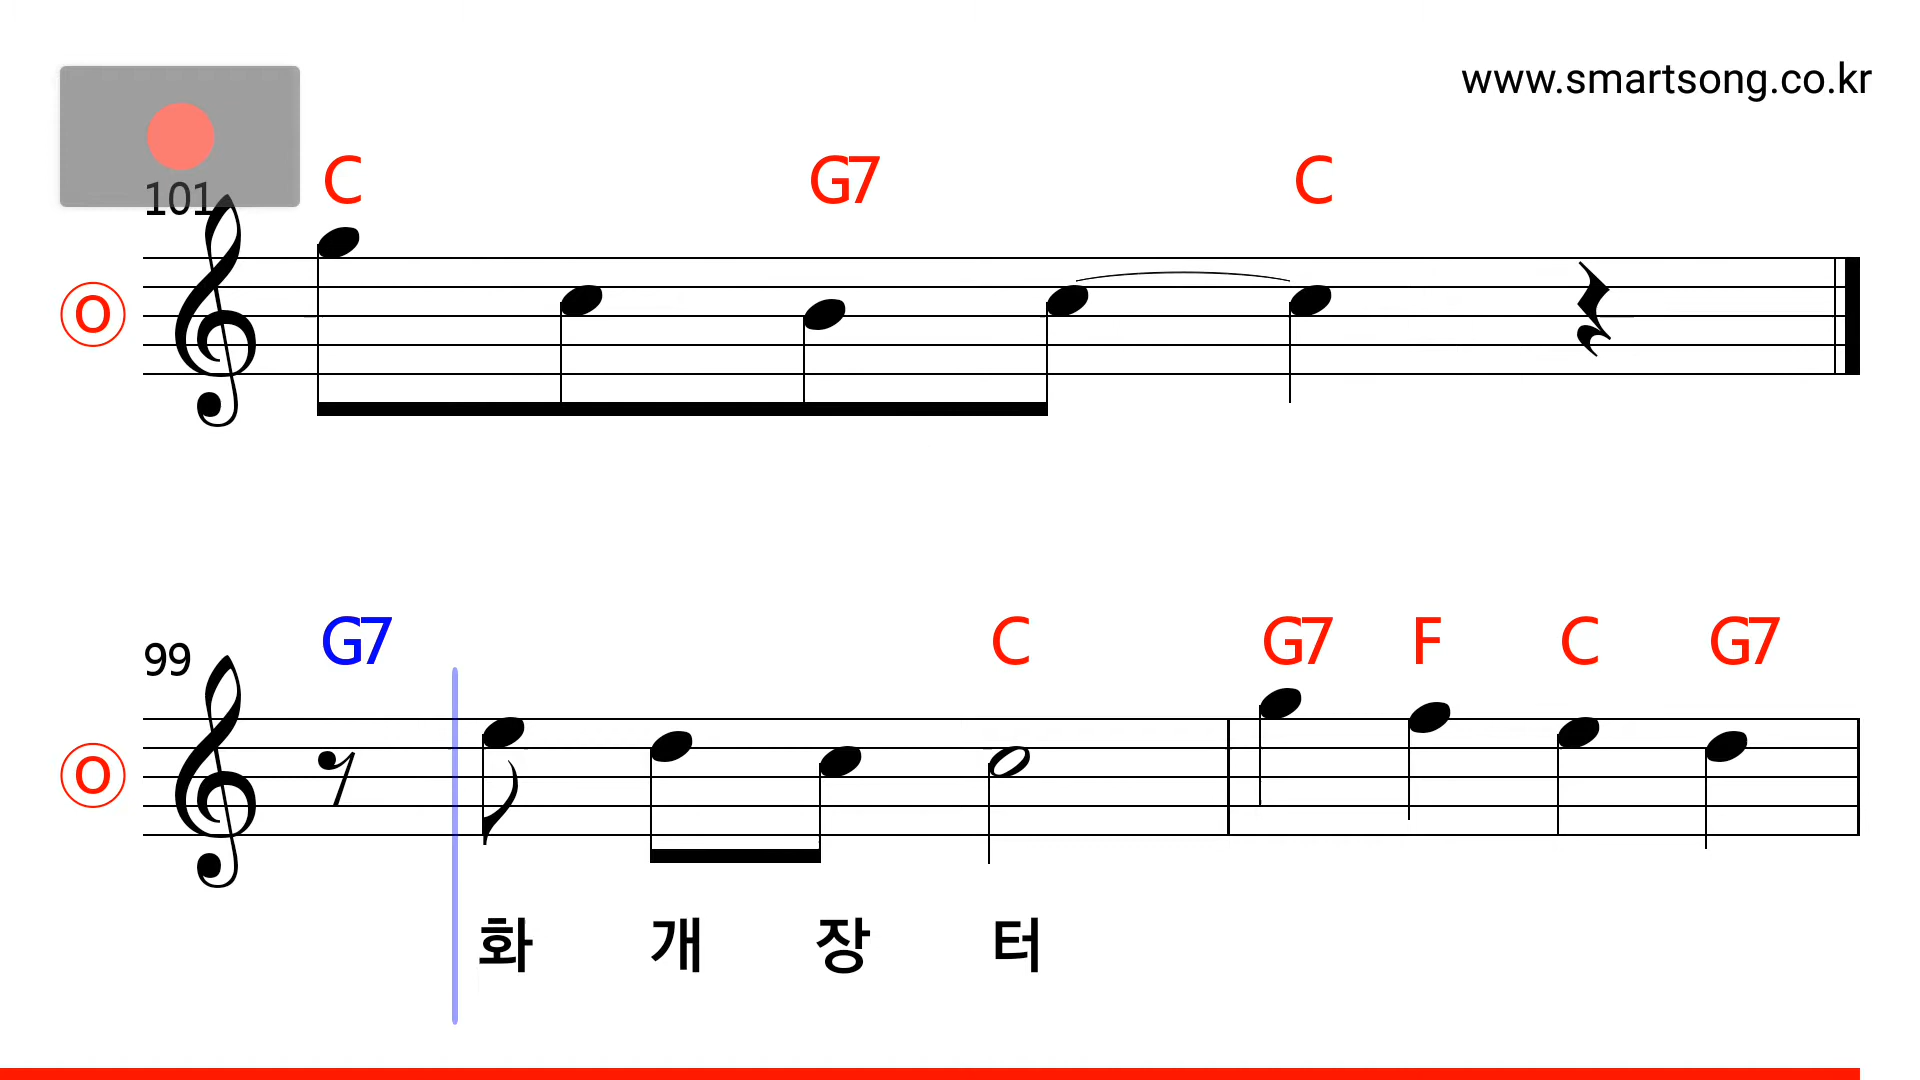 www.smartsong.co.kr
101
C G7 C
O
99
G7 C G7 F C G7
O
화 개 장 터